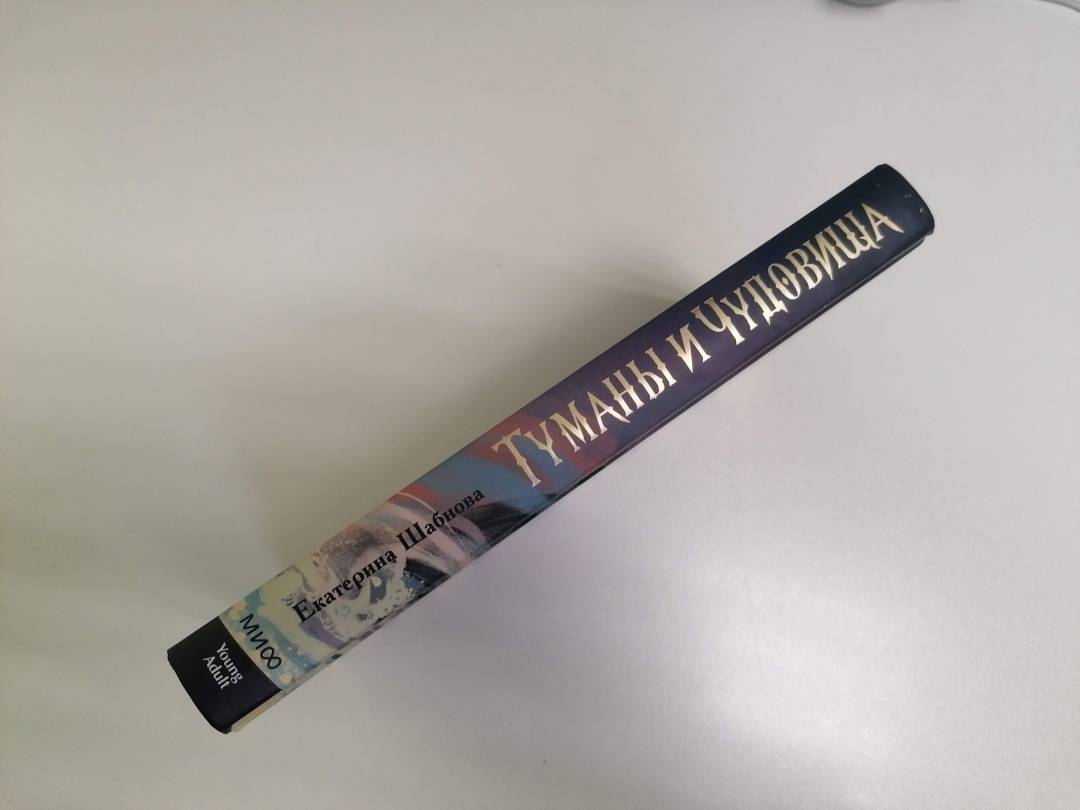 Туманы и Чудовища
Екатерина Шабнова
МИФ
Young
Adult